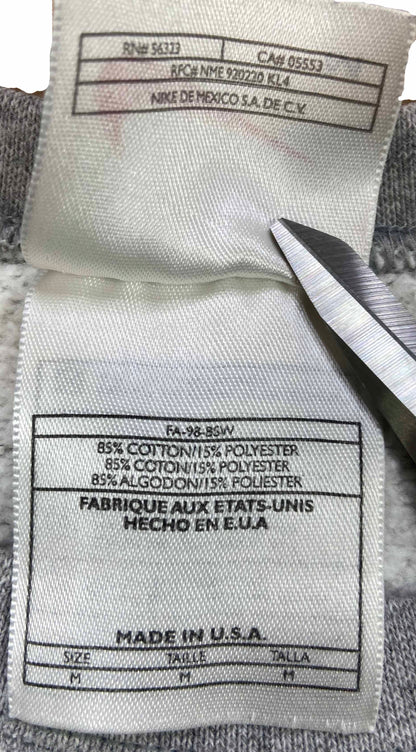 RN# 56323 CA# 05553
RFC# NME 920220 KL4
NIKE DE MEXICO S.A. DE C.V.
FA-98-BSW
85% COTTON/15% POLYESTER
85% COTON/15% POLYESTER
85% ALGODON/15% POLIESTER
FABRIQUE AUX ETATS-UNIS
HECHO EN E.U.A
MADE IN U.S.A.
SIZE TAILLE TALLA
M M M